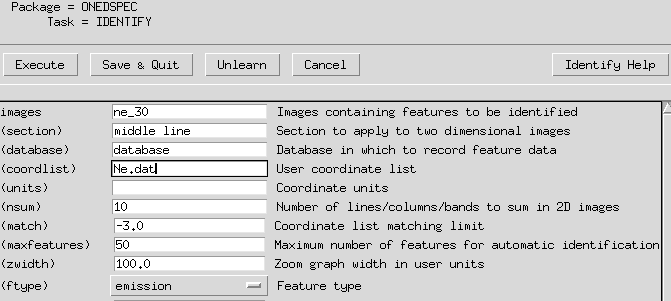 Package = ONEDSPEC
Task = IDENTIFY
Execute Save & Quit Unlearn Cancel Identify Help
images ne_30 Images containing features to be identified
(section) middle line Section to apply to two dimensional images
(database) database Database in which to record feature data
(coordlist) Ne.dat User coordinate list
(units) Coordinate units
(nsum) 10 Number of lines/columns/bands to sum in 2D images
(match) -3.0 Coordinate list matching limit
(maxfeatures) 50 Maximum number of features for automatic identification
(zwidth) 100.0 Zoom graph width in user units
(ftype) emission Feature type